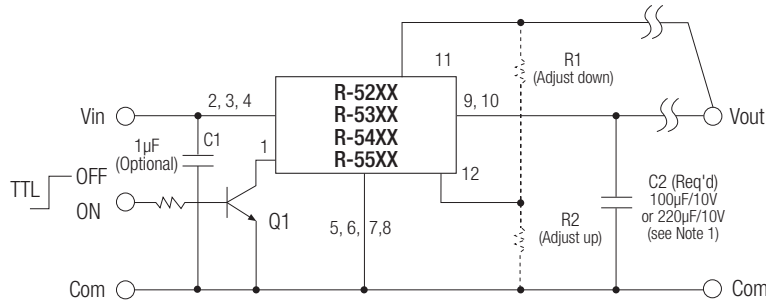 11
R1
(Adjust down)
R-52XX
R-53XX
R-54XX
R-55XX
2, 3, 4
9, 10
Vin
Vout
C1
1µF
(Optional)
1
12
TTL
OFF
ON
Q1
5, 6, 7,8
R2
(Adjust up)
C2 (Req'd)
100µF/10V
or 220µF/10V
(see Note 1)
Com
Com